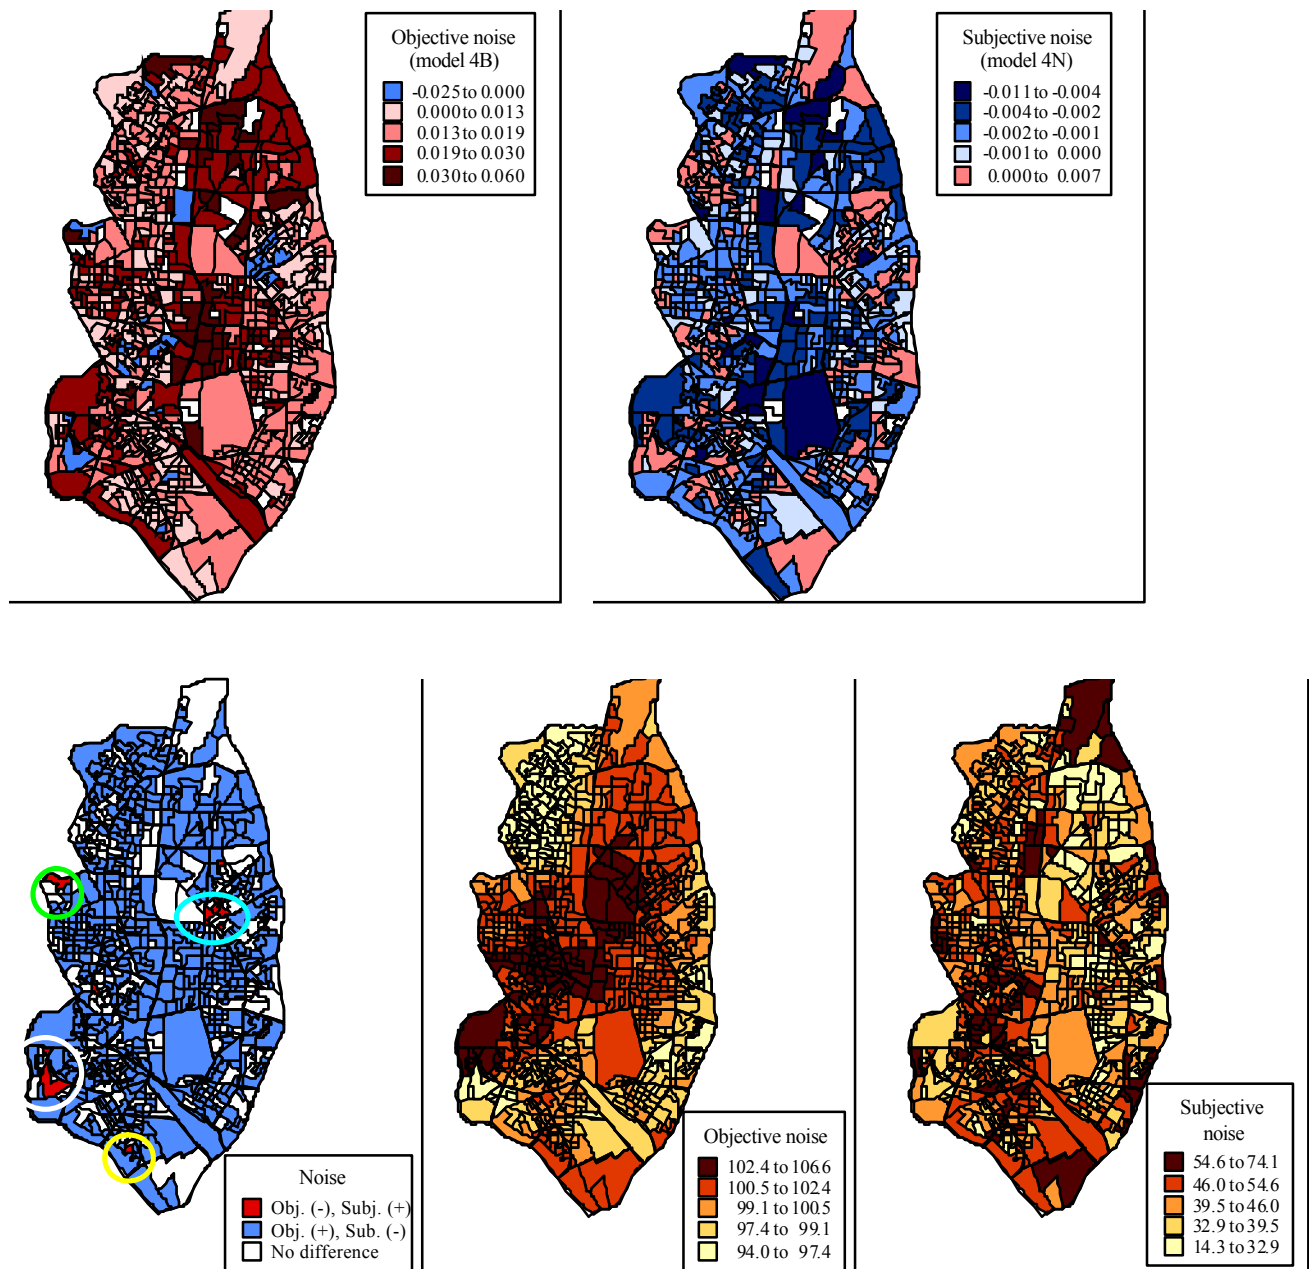 Objective noise
(model 4B)
-0.025 to 0.000
0.000 to 0.013
0.013 to 0.019
0.019 to 0.030
0.030 to 0.060
Subjective noise
(model 4N)
-0.011 to -0.004
-0.004 to -0.002
-0.002 to -0.001
-0.001 to 0.000
0.000 to 0.007
Noise
Obj. (-), Subj. (+)
Obj. (+), Sub. (-)
No difference
Objective noise
102.4 to 106.6
100.5 to 102.4
99.1 to 100.5
97.4 to 99.1
94.0 to 97.4
Subjective
noise
54.6 to 74.1
46.0 to 54.6
39.5 to 46.0
32.9 to 39.5
14.3 to 32.9